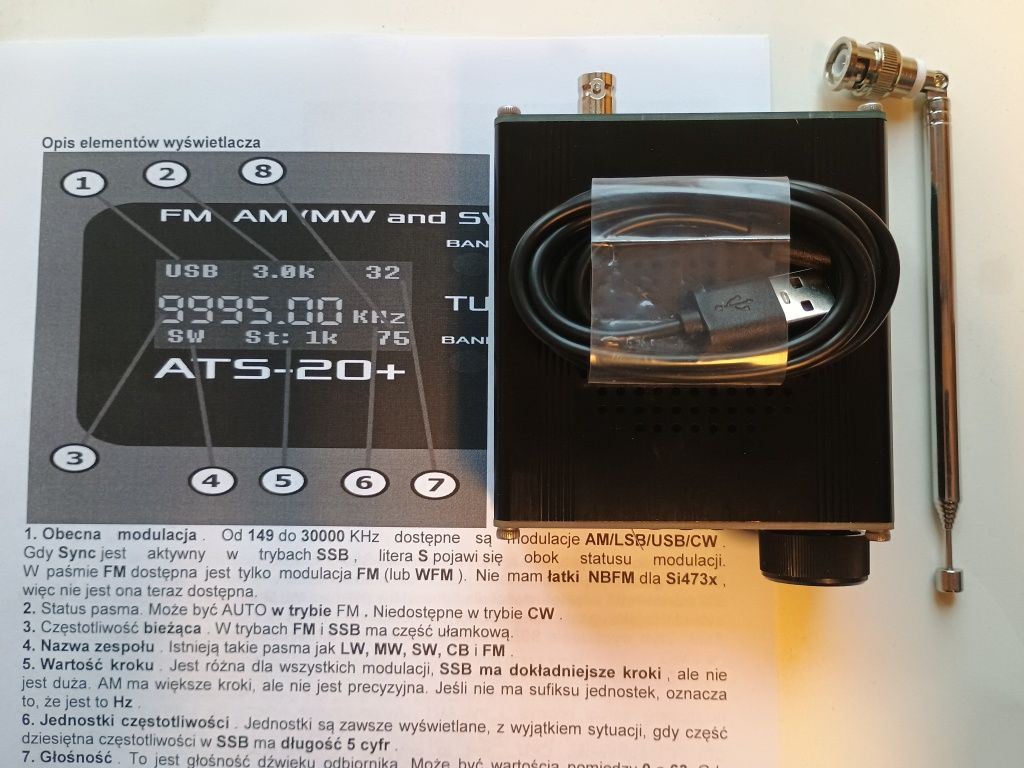 Opis elementów wyświetlacza
1 2 8
FM AM /MW and SW
BAN
USB 3.0k 32
9995.00 KHz
TU
SW St: 1k 75
BAN
ATS-20+
3 4 5 6 7
1. Obecna modulacja . Od 149 do 30000 KHz dostępne są modulacje AM/LSB/USB/CW .
Gdy Sync jest aktywny w trybach SSB , litera S pojawi się obok statusu modulacji.
W paśmie FM dostępna jest tylko modulacja FM (lub WFM ). Nie mam łatki NBFM dla Si473x ,
więc nie jest ona teraz dostępna.
2. Status pasma. Może być AUTO w trybie FM . Niedostępne w trybie CW .
3. Częstotliwość bieżąca . W trybach FM i SSB ma część ułamkową.
4. Nazwa zespołu . Istnieją takie pasma jak LW, MW, SW, CB i FM .
5. Wartość kroku . Jest różna dla wszystkich modulacji, SSB ma dokładniejsze kroki , ale nie
jest duża. AM ma większe kroki, ale nie jest precyzyjna. Jeśli nie ma sufiksu jednostek, oznacza
to, że jest to Hz .
6. Jednostki częstotliwości . Jednostki są zawsze wyświetlane, z wyjątkiem sytuacji, gdy część
dziesiętna częstotliwości w SSB ma długość 5 cyfr .
7. Głośność . To jest głośność dźwięku odbiornika. Może być wartością pomiędzy